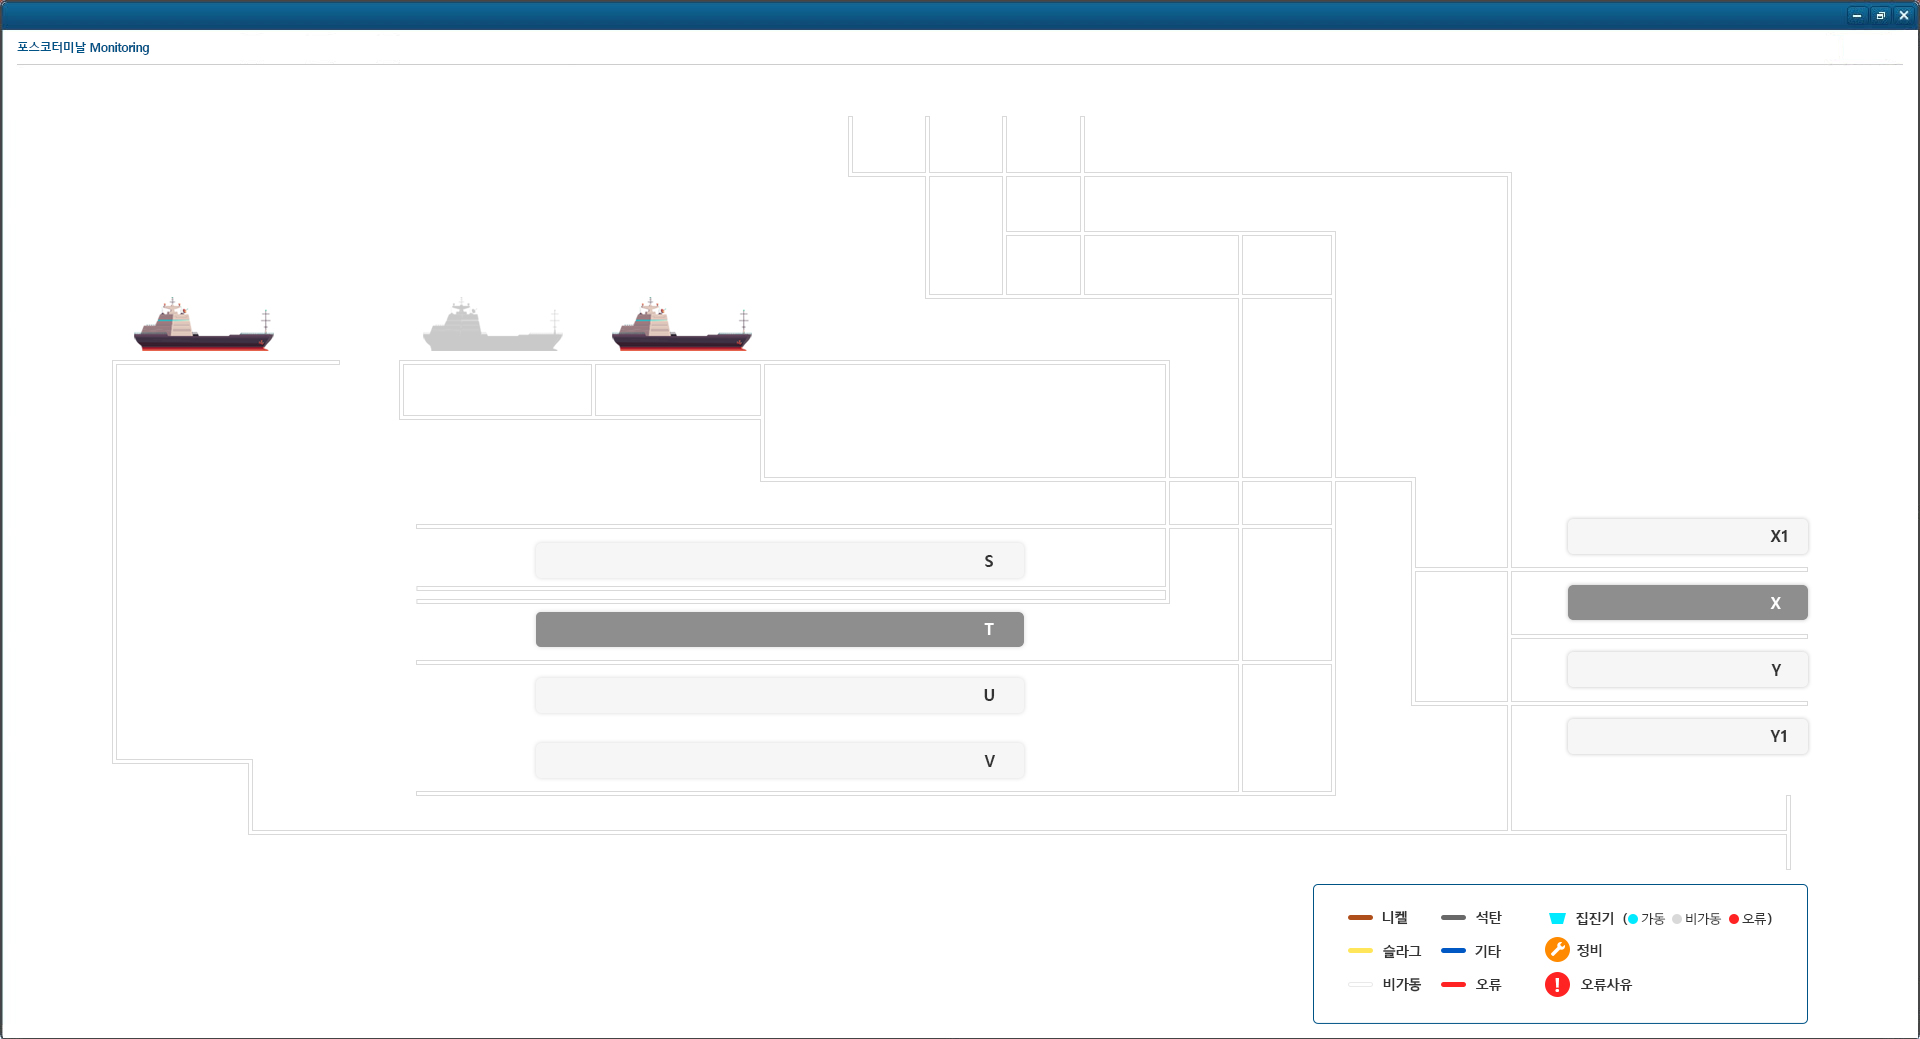 포스코터미날 Monitoring
X1
S
X
T
Y
U
Y1
V
니켈 석탄 집진기 (가동 비가동 오류)
슬라그 기타 정비
비가동 오류 오류사유